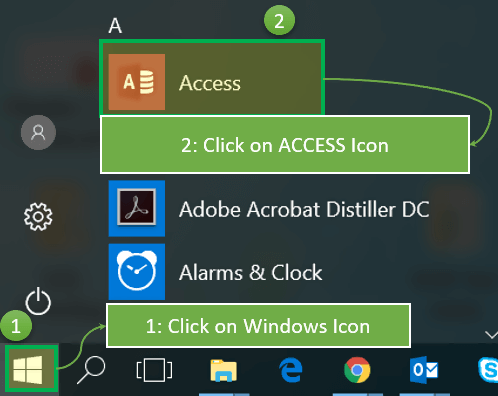 A
2
Access
2: Click on ACCESS Icon
Adobe Acrobat Distiller DC
Alarms & Clock
1
1: Click on Windows Icon